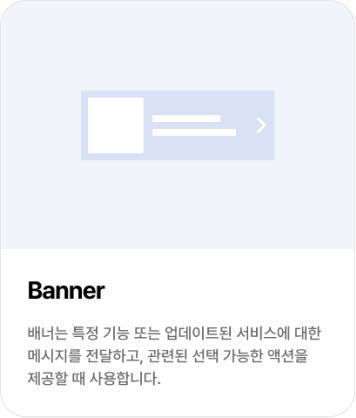 Banner
배너는 특정 기능 또는 업데이트된 서비스에 대한
메시지를 전달하고, 관련된 선택 가능한 액션을
제공할 때 사용합니다.